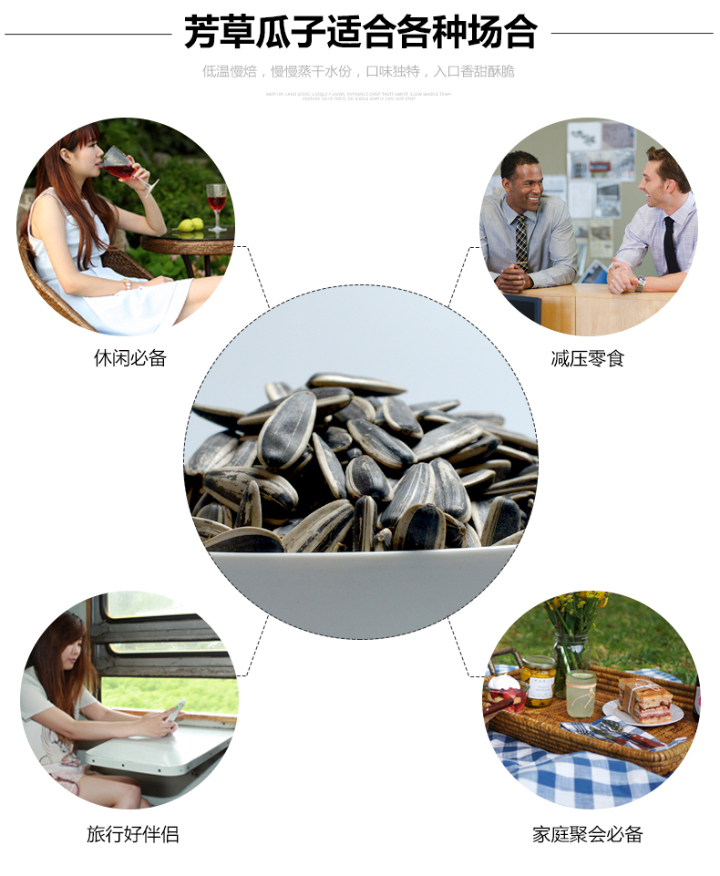 芳草瓜子适合各种场合
低温慢焙，慢慢蒸干水份，口味独特，入口香甜酥脆
休闲必备
减压零食
旅行好伴侣
家庭聚会必备